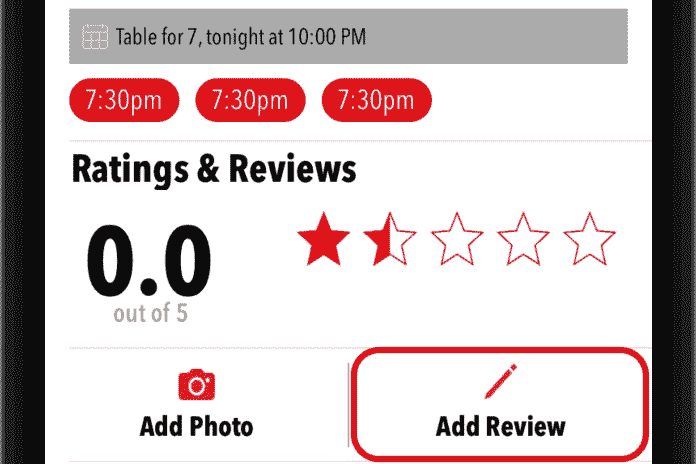 Table for 7, tonight at 10:00 PM
7:30pm 7:30pm 7:30pm
Ratings & Reviews
0.0
out of 5
Add Photo Add Review